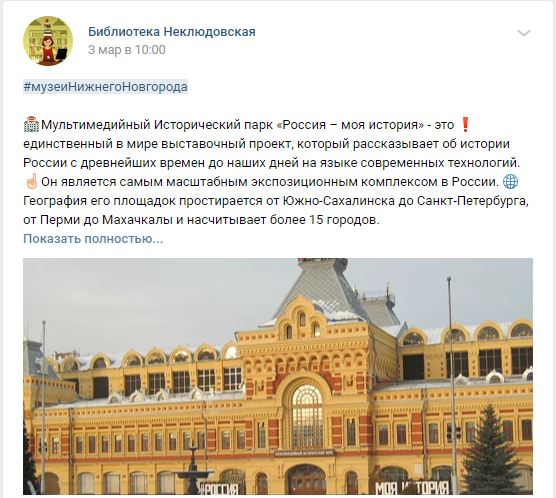 Библиотека Неклюдовская
3 мар в 10:00
#музеиНижнегоНовгорода
🏫Мультимедийный Исторический парк «Россия – моя история» - это ❗
единственный в мире выставочный проект, который рассказывает об истории
России с древнейших времен до наших дней на языке современных технологий.
☝Он является самым масштабным экспозиционным комплексом в России. 🌐
География его площадок простирается от Южно-Сахалинска до Санкт-Петербурга,
от Перми до Махачкалы и насчитывает более 15 городов.
Показать полностью...
МУЛЬТИМЕДИЙНЫЙ ИСТОРИЧЕСКИЙ ПАРК
РОССИЯ
МОЯ ИСТОРИЯ